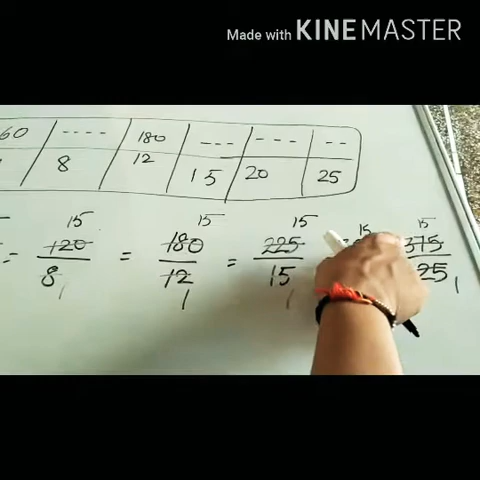 Made with KINEMASTER
60 ---- 180 --- --- --
8 12 15 20 25
15 15 15 15 15
= 120 = 180 = 225 375
8 12 15 25
1 1 1 1